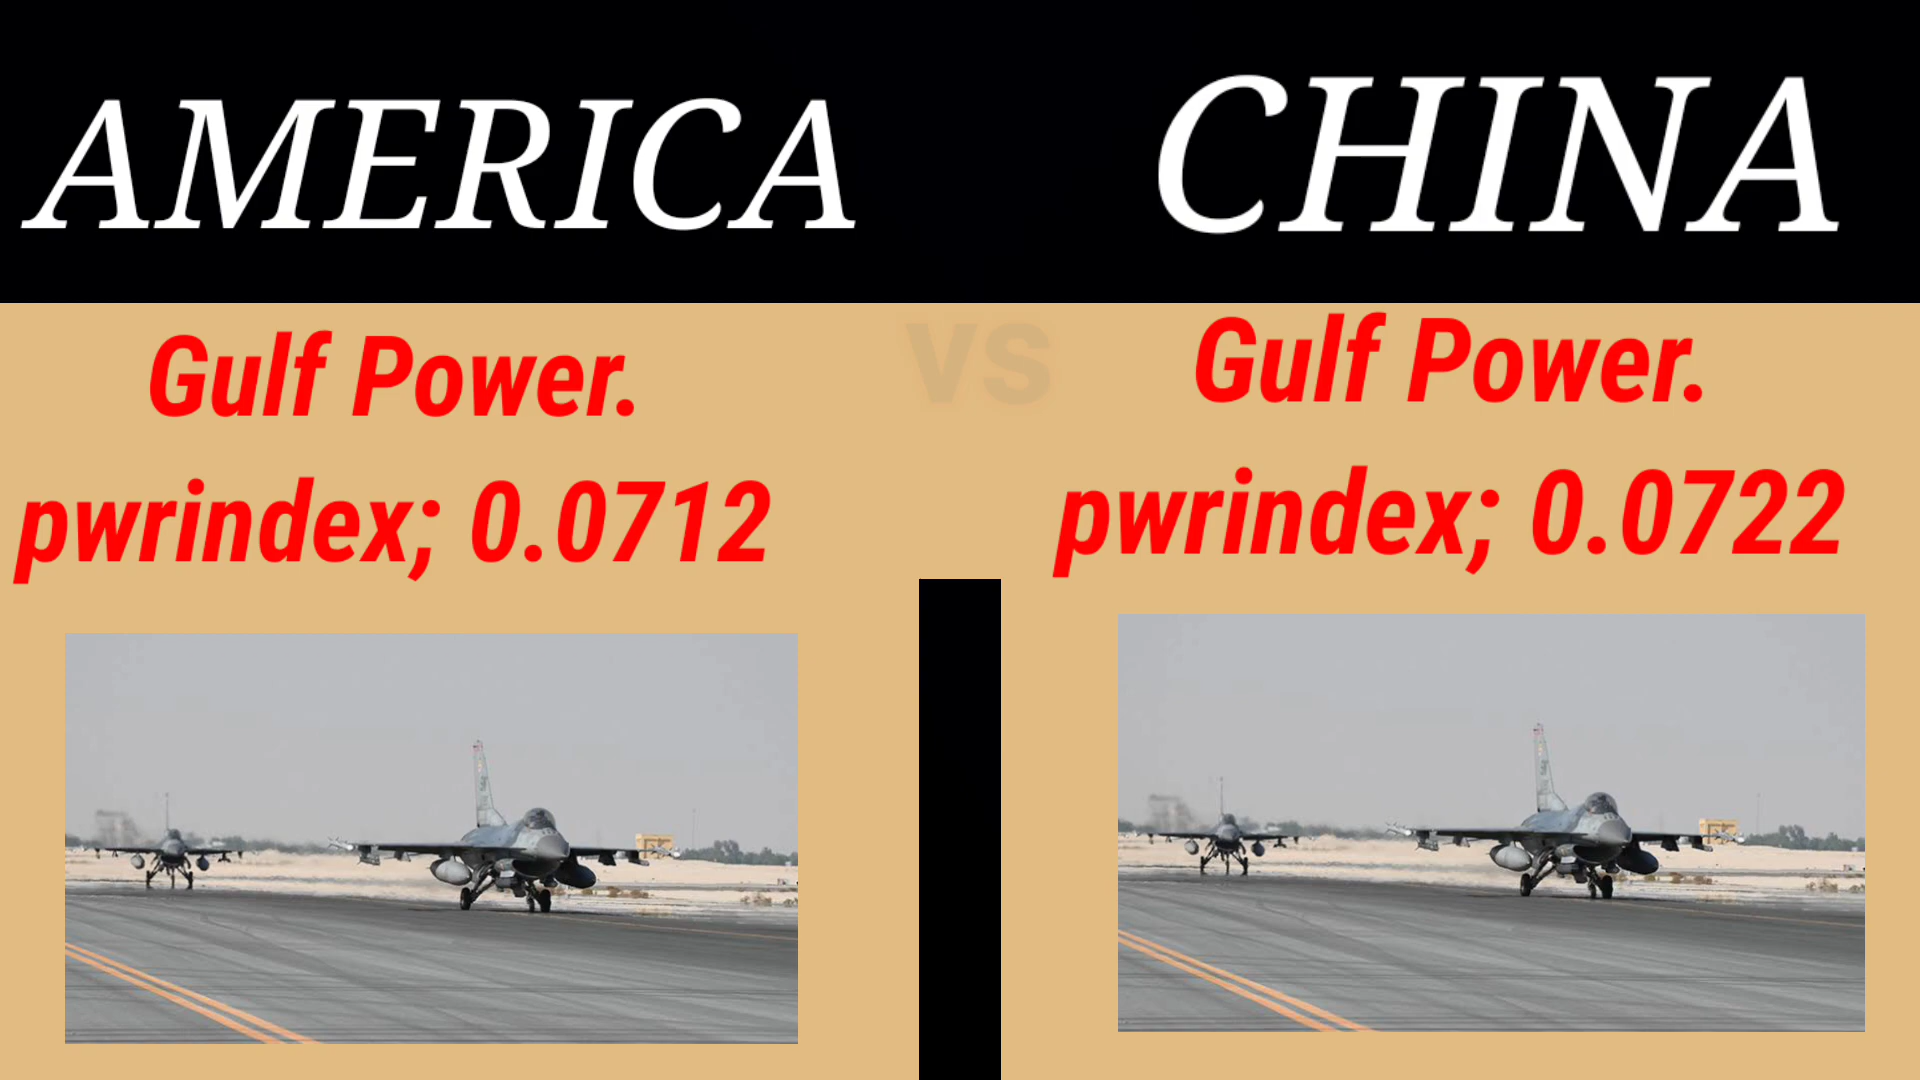 AMERICA
CHINA
vs
Gulf Power.
pwrindex; 0.0712
Gulf Power.
pwrindex; 0.0722